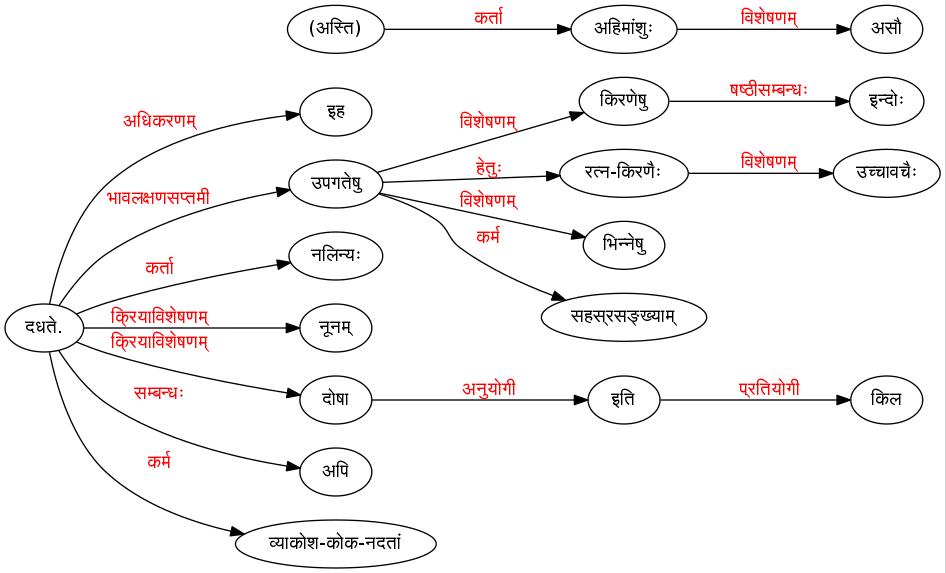 (अस्ति) कर्ता अहिमांशुः विशेषणम् असौ
किरणेषु षष्ठीसम्बन्धः इन्दोः
अधिकरणम् इह विशेषणम्
हेतुः रत्न-किरणैः विशेषणम् उच्चावचैः
भावलक्षणसप्तमी उपगतेषु विशेषणम्
कर्म भिन्नेषु
कर्ता नलिन्यः
सहस्रसङ्ख्याम्
दधते. क्रियाविशेषणम् नूनम्
क्रियाविशेषणम्
सम्बन्धः दोषा अनुयोगी इति प्रतियोगी किल
कर्म अपि
व्याकोश-कोक-नदतां